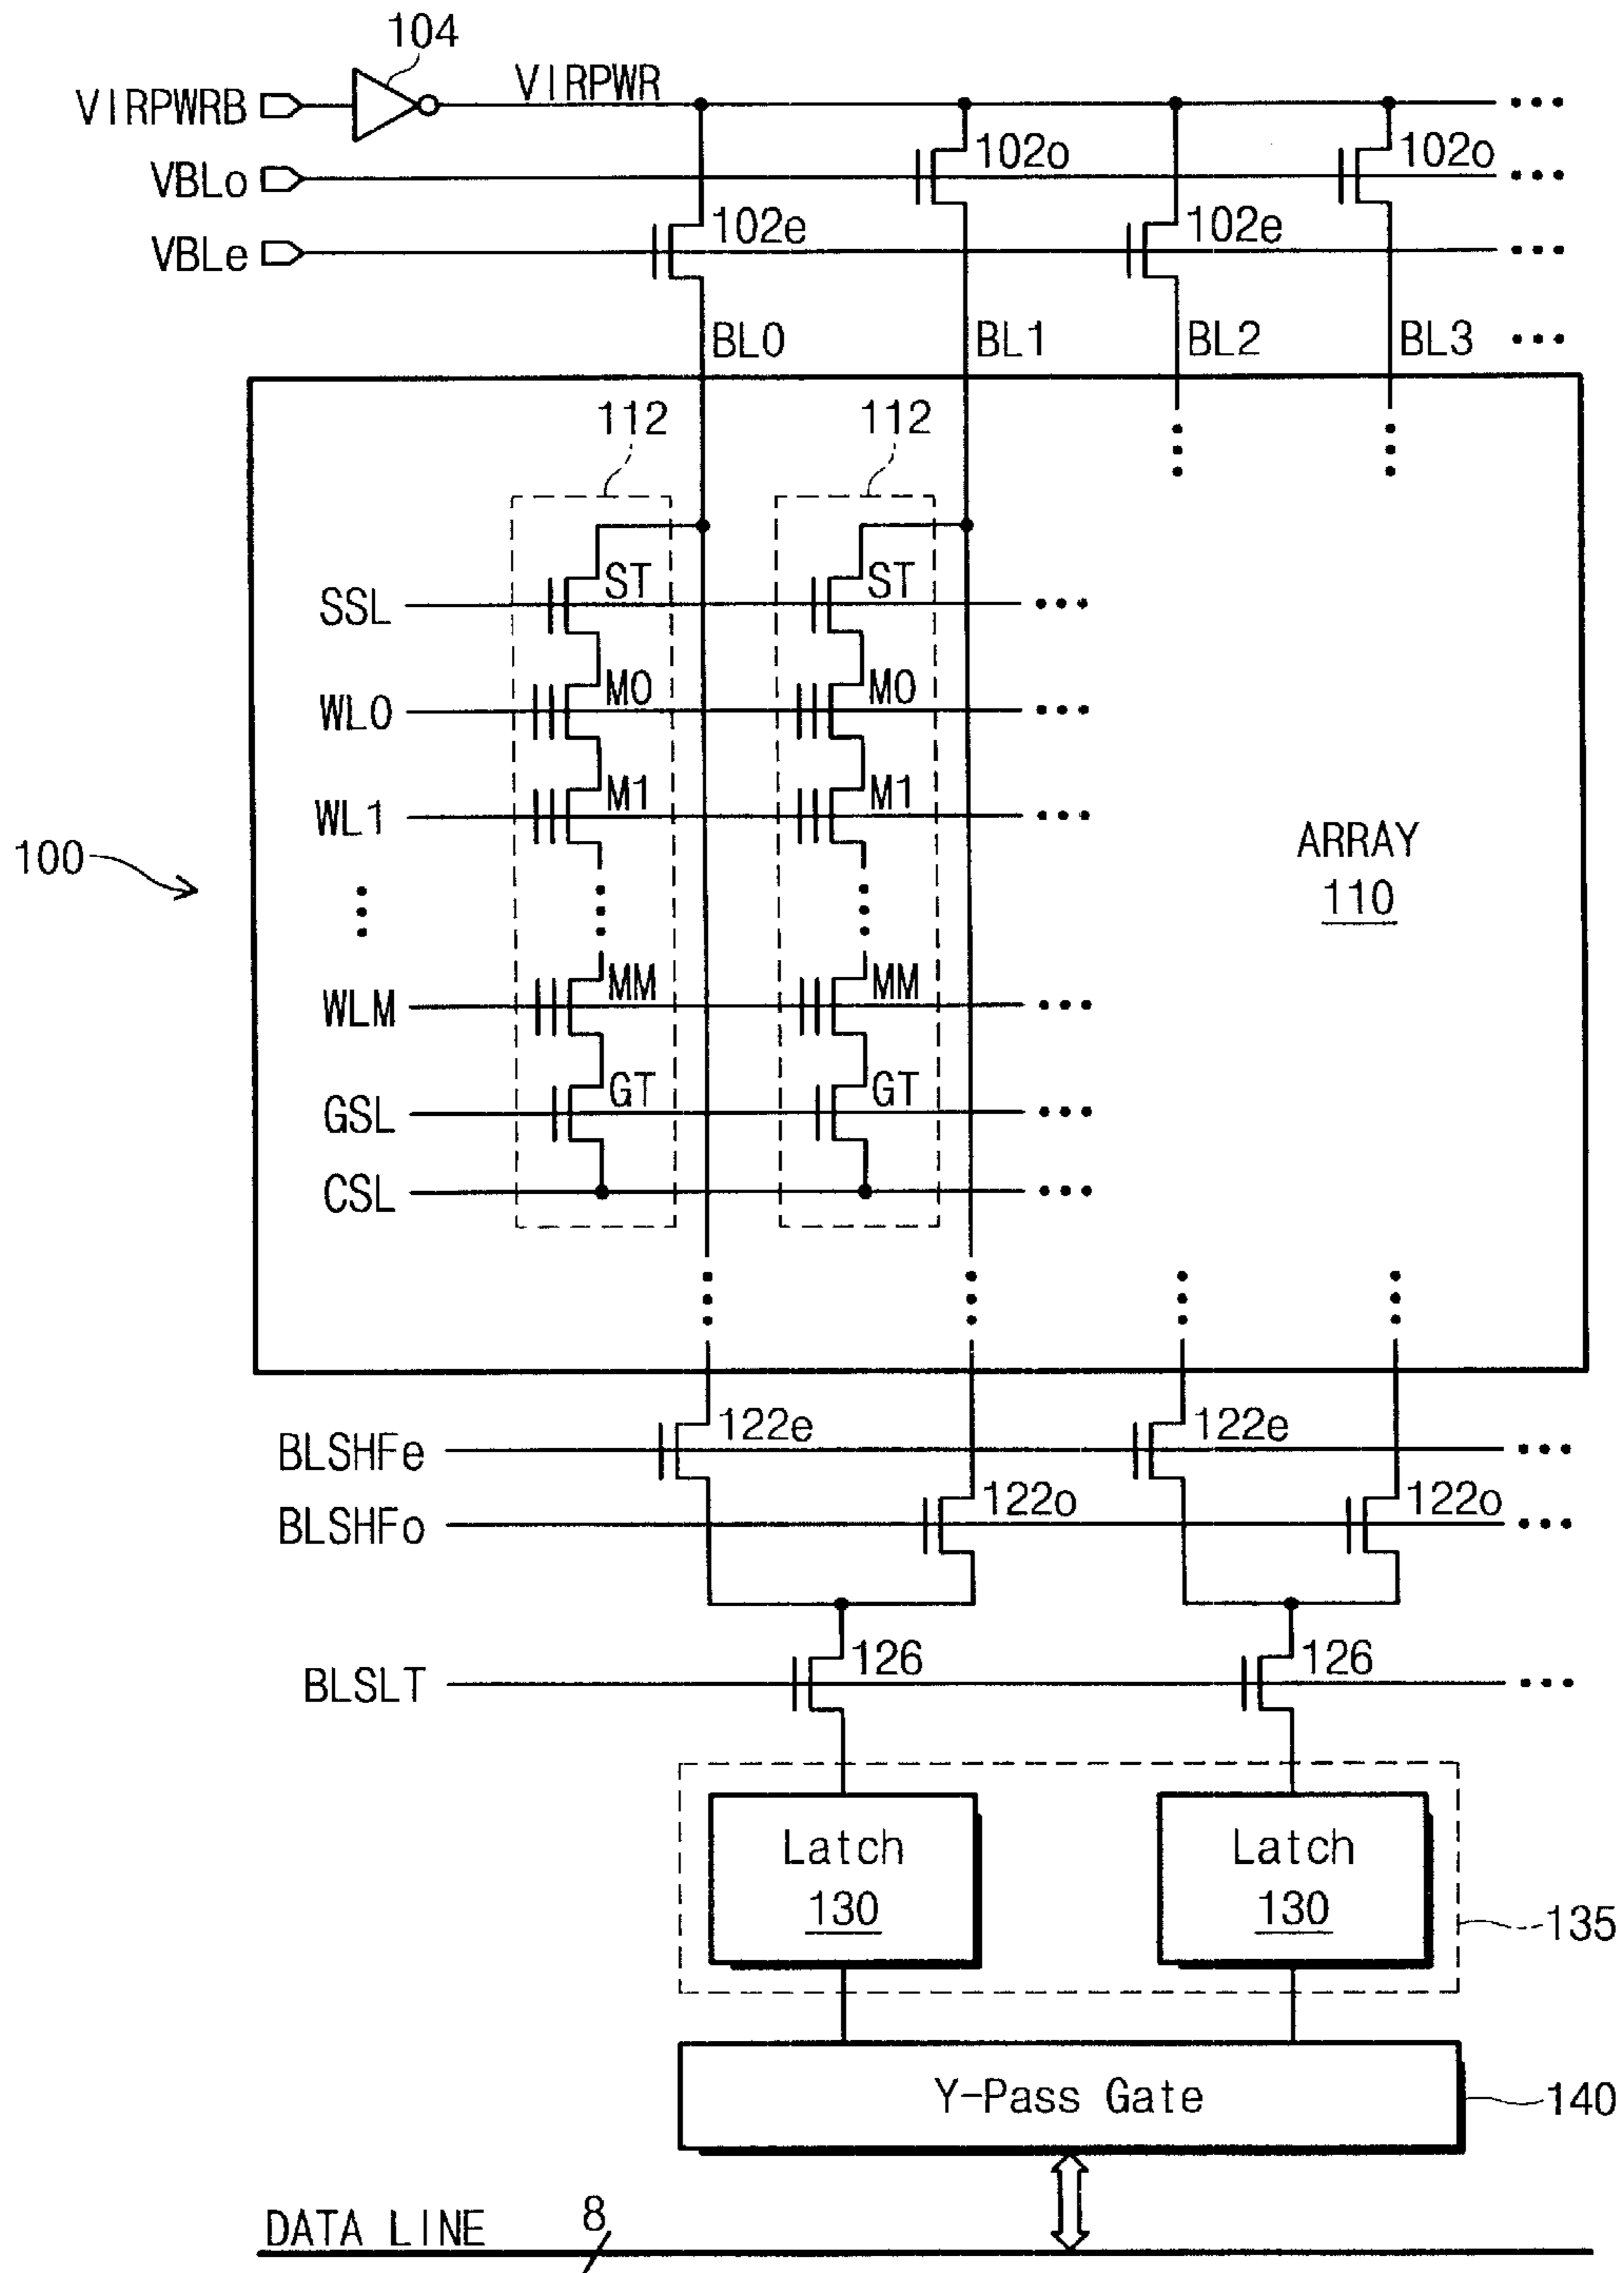 104
VIRPWRB VIRPWR ...
VBLo 102o 102o ...
VBLe 102e 102e ...
BL0 BL1 BL2 BL3 ...
112 112
SSL ST ST ...
WL0 M0 M0 ...
WL1 M1 M1 ...
100
ARRAY
110
WLM MM MM ...
GSL GT GT ...
CSL ...
BLSHFe 122e 122e ...
BLSHFo 122o 122o ...
BLSLT 126 126 ...
Latch Latch
130 130
135
Y-Pass Gate 140
DATA LINE 8